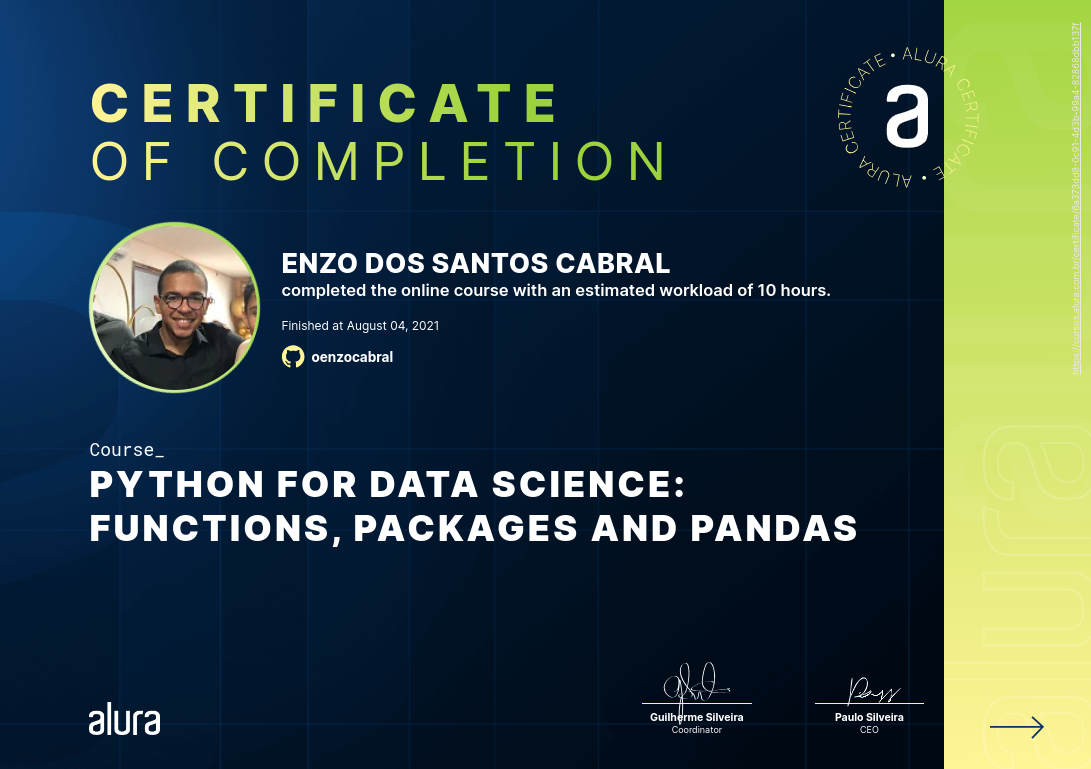 CERTIFICATE
OF COMPLETION
ALURA CERTIFICATE • ALURA CERTIFICATE •
a
ENZO DOS SANTOS CABRAL
completed the online course with an estimated workload of 10 hours.
Finished at August 04, 2021
oenzocabral
Course_
PYTHON FOR DATA SCIENCE:
FUNCTIONS, PACKAGES AND PANDAS
alura
Guilherme Silveira
Coordinator
Paulo Silveira
CEO
alura